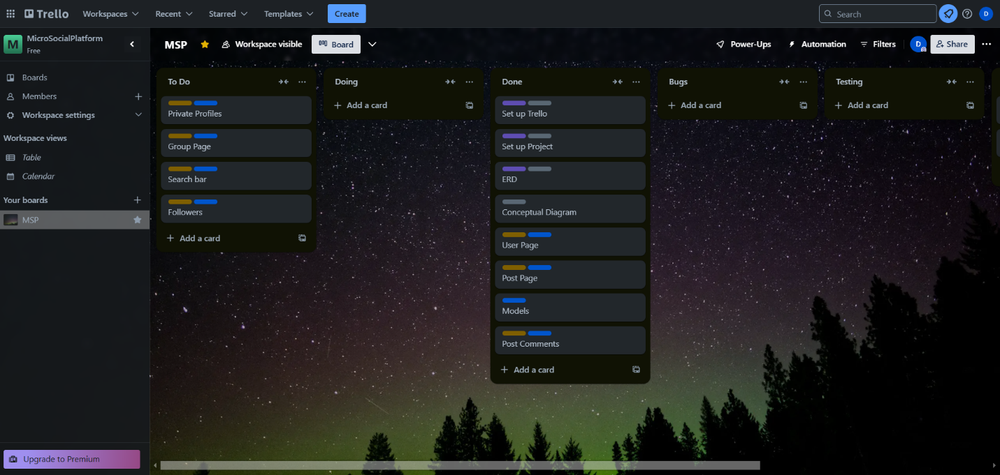 Trello
Workspaces
Recent
Starred
Templates
Create
Search
D
M
MicroSocialPlatform
Free
MSP
Workspace visible
Board
Power-Ups
Automation
Filters
D
Share
Boards
Members
Workspace settings
Workspace views
Table
Calendar
Your boards
MSP
Upgrade to Premium
To Do
Private Profiles
Group Page
Search bar
Followers
Add a card
Doing
Add a card
Done
Set up Trello
Set up Project
ERD
Conceptual Diagram
User Page
Post Page
Models
Post Comments
Add a card
Bugs
Add a card
Testing
Add a card